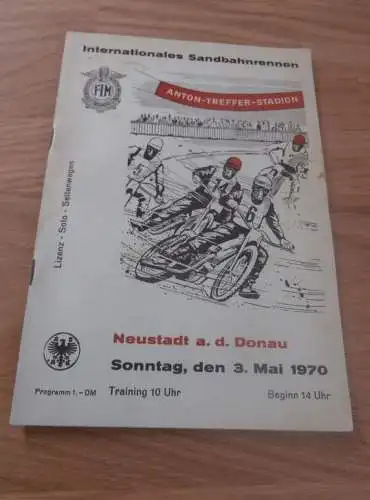 Internationales Sandbahnrennen
FIM
ANTON-TREFFER-STADION
Lizenz - Solo - Seitenwagen
6
Neustadt a. d. Donau
Sonntag, den 3. Mai 1970
Programm 1.- DM Training 10 Uhr Beginn 14 Uhr